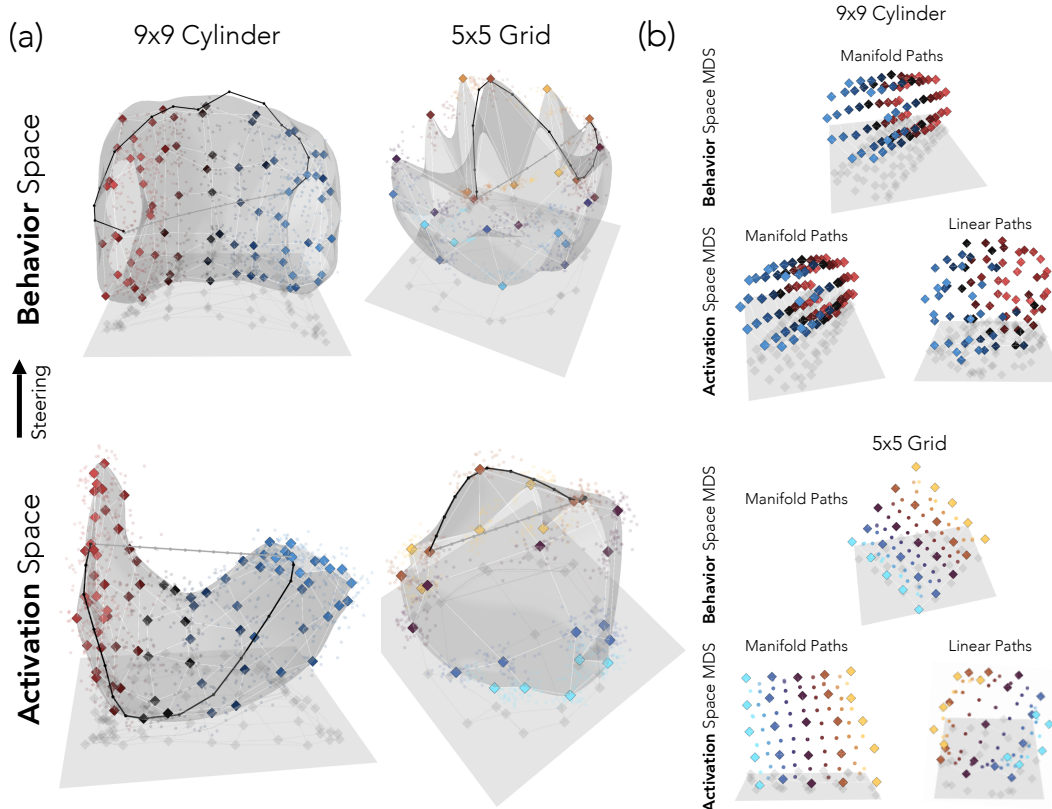 (a)
9x9 Cylinder
5x5 Grid
Behavior Space
Steering
Activation Space
(b)
9x9 Cylinder
Behavior Space MDS
Manifold Paths
Activation Space MDS
Manifold Paths
Linear Paths
5x5 Grid
Behavior Space MDS
Manifold Paths
Activation Space MDS
Manifold Paths
Linear Paths